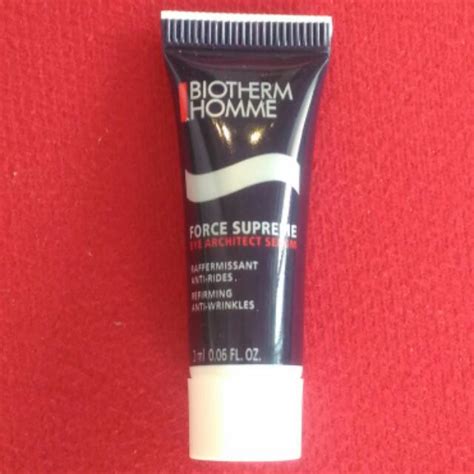 BIOTHERM
HOMME
FORCE SUPREME
EYE ARCHITECT SERUM
RAFFERMISSANT
ANTI-RIDES
REFIRMING
ANTI-WRINKLES
2 ml 0.06 FL. OZ.